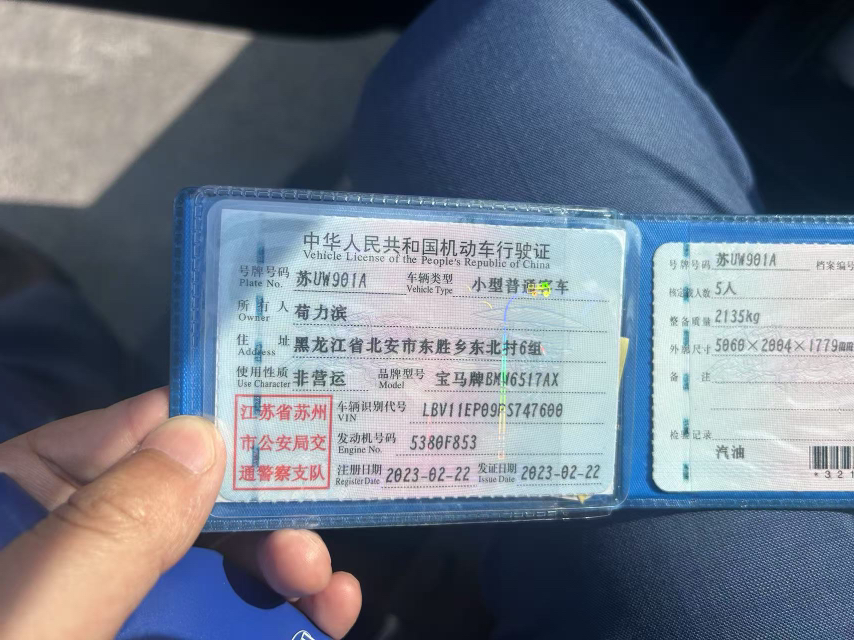 中华人民共和国机动车行驶证
Vehicle License of the People's Republic of China
号牌号码 苏UW901A 车辆类型 小型普通客车
Plate No. Vehicle Type
所有人 荀力滨
Owner
住址 黑龙江省北安市东胜乡东北村6组
Address
使用性质 非营运 品牌型号 宝马牌BMW6517AX
Use Character Model
江苏省苏州
市公安局交
通警察支队
车辆识别代号
VIN
发动机号码 5380F853
Engine No.
注册日期 2023-02-22 发证日期 2023-02-22
Register Date Issue Date
号牌号码 苏UW901A 档案编号
核定载人数 5人
整备质量 2135kg
外廓尺寸 5060×2004×1779
备注
检验记录
汽油
*321